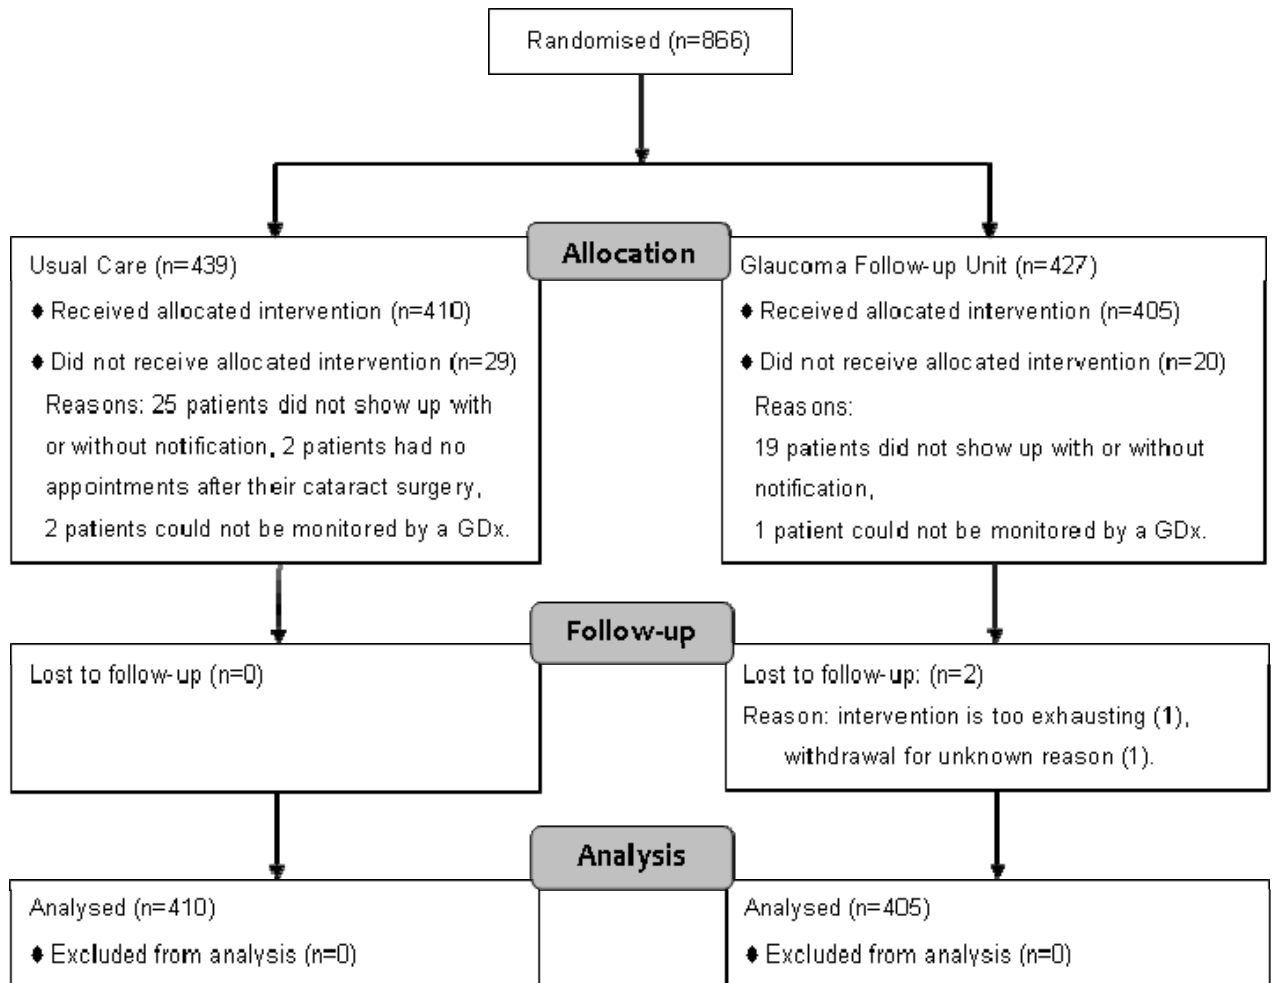 Randomised (n=866)
Allocation
Usual Care (n=439)
♦ Received allocated intervention (n=410)
♦ Did not receive allocated intervention (n=29)
Reasons: 25 patients did not show up with
or without notification, 2 patients had no
appointments after their cataract surgery,
2 patients could not be monitored by a GDx.
Glaucoma Follow-up Unit (n=427)
♦ Received allocated intervention (n=405)
♦ Did not receive allocated intervention (n=20)
Reasons:
19 patients did not show up with or without
notification,
1 patient could not be monitored by a GDx.
Follow-up
Lost to follow-up (n=0)
Lost to follow-up: (n=2)
Reason: intervention is too exhausting (1),
withdrawal for unknown reason (1).
Analysis
Analysed (n=410)
♦ Excluded from analysis (n=0)
Analysed (n=405)
♦ Excluded from analysis (n=0)